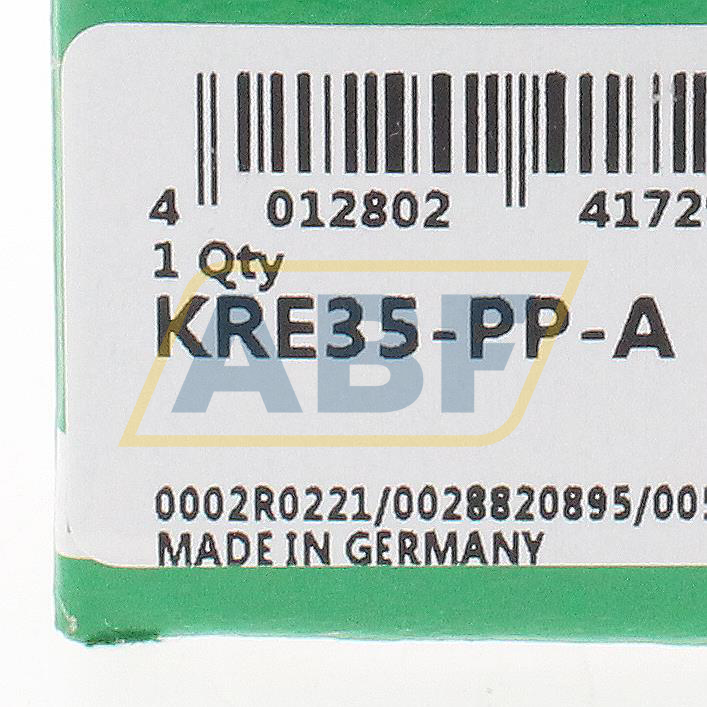 4 012802 4172
1 Qty
KRE35-PP-A
ABF
0002R0221/0028820895/005
MADE IN GERMANY